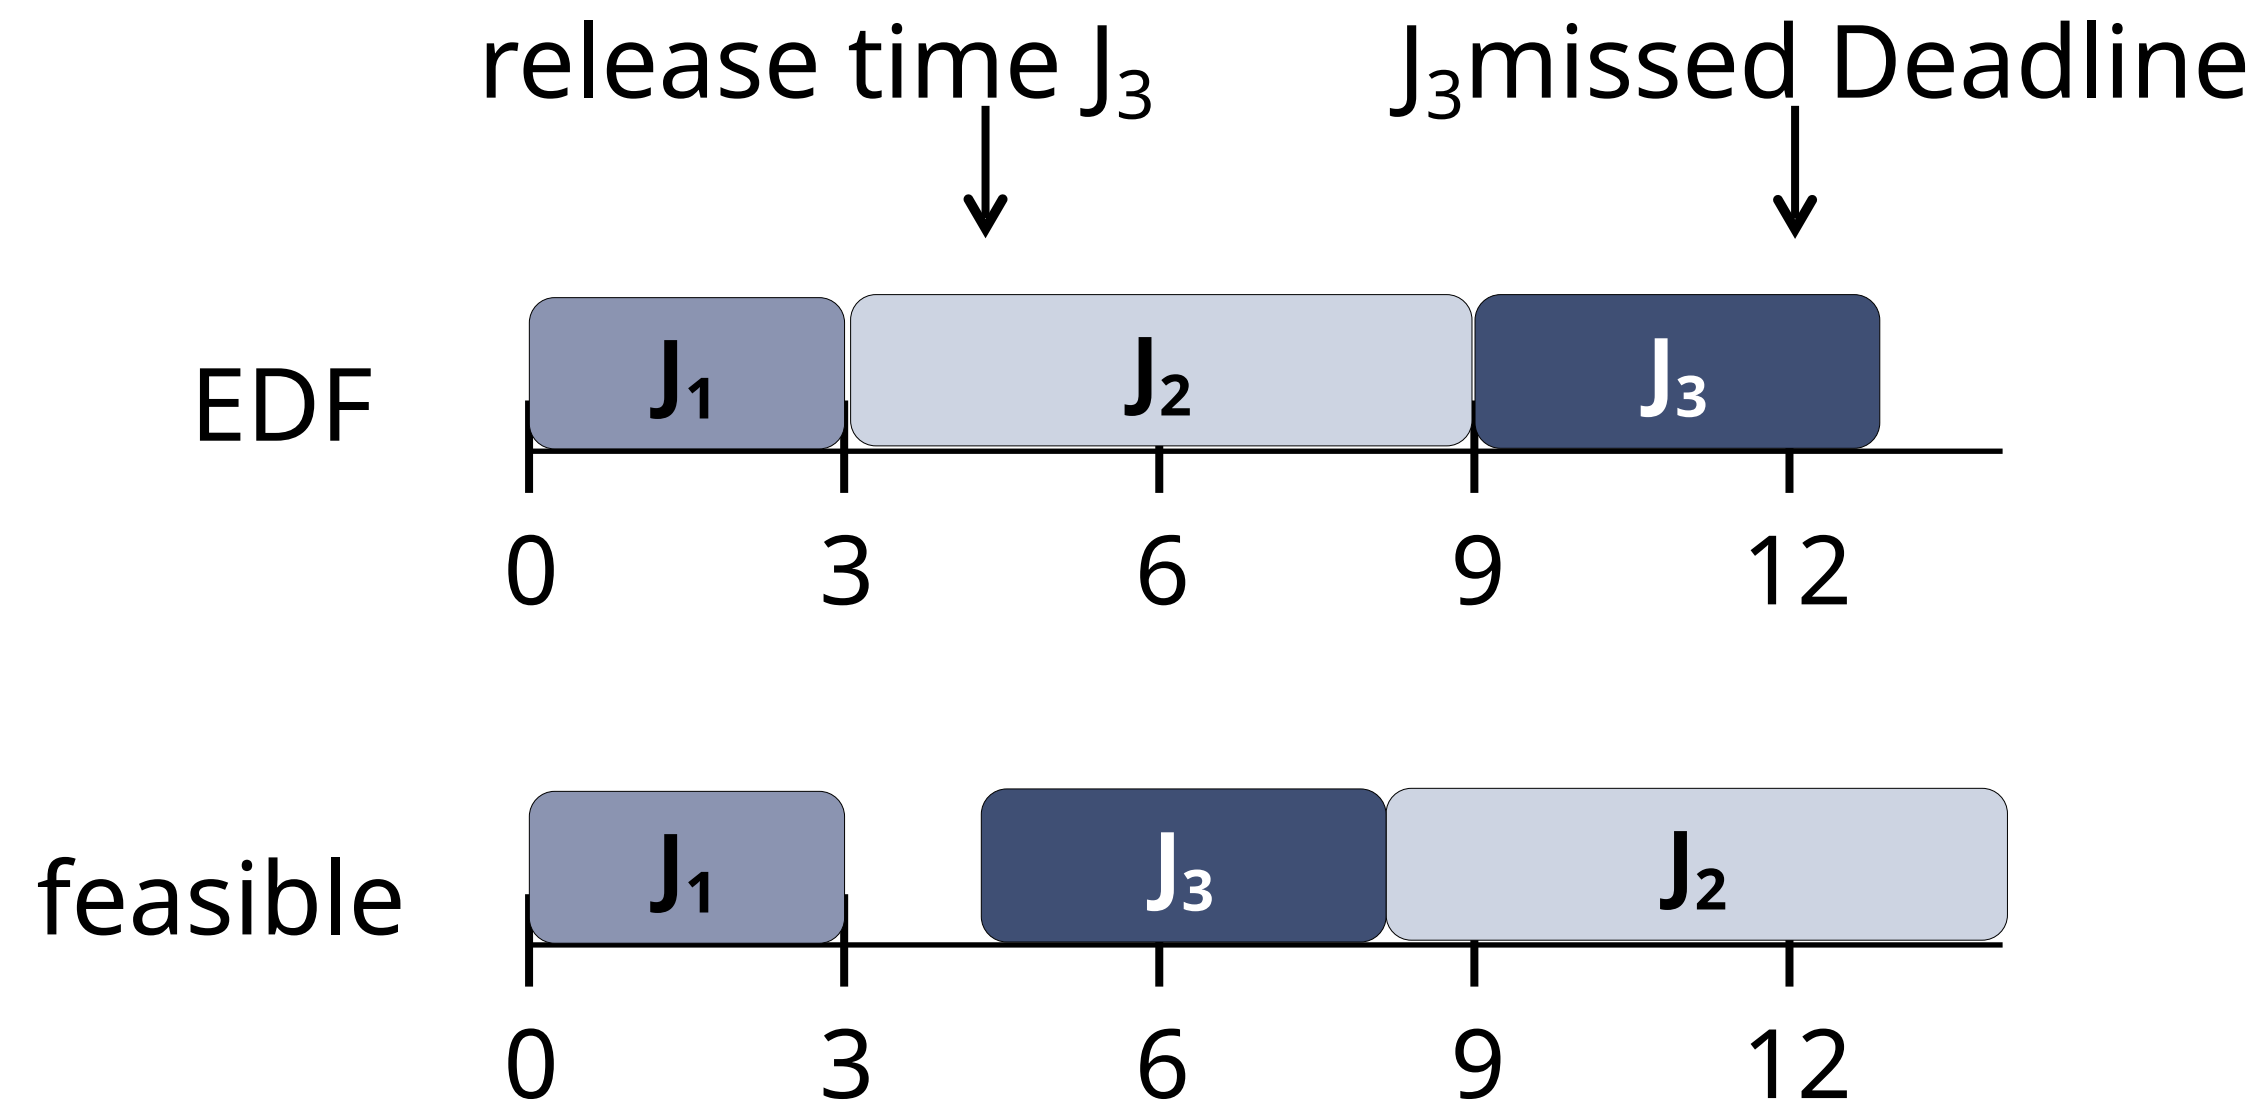 release time J₃ J₃missed Deadline
EDF J₁ J₂ J₃
0 3 6 9 12
feasible J₁ J₃ J₂
0 3 6 9 12